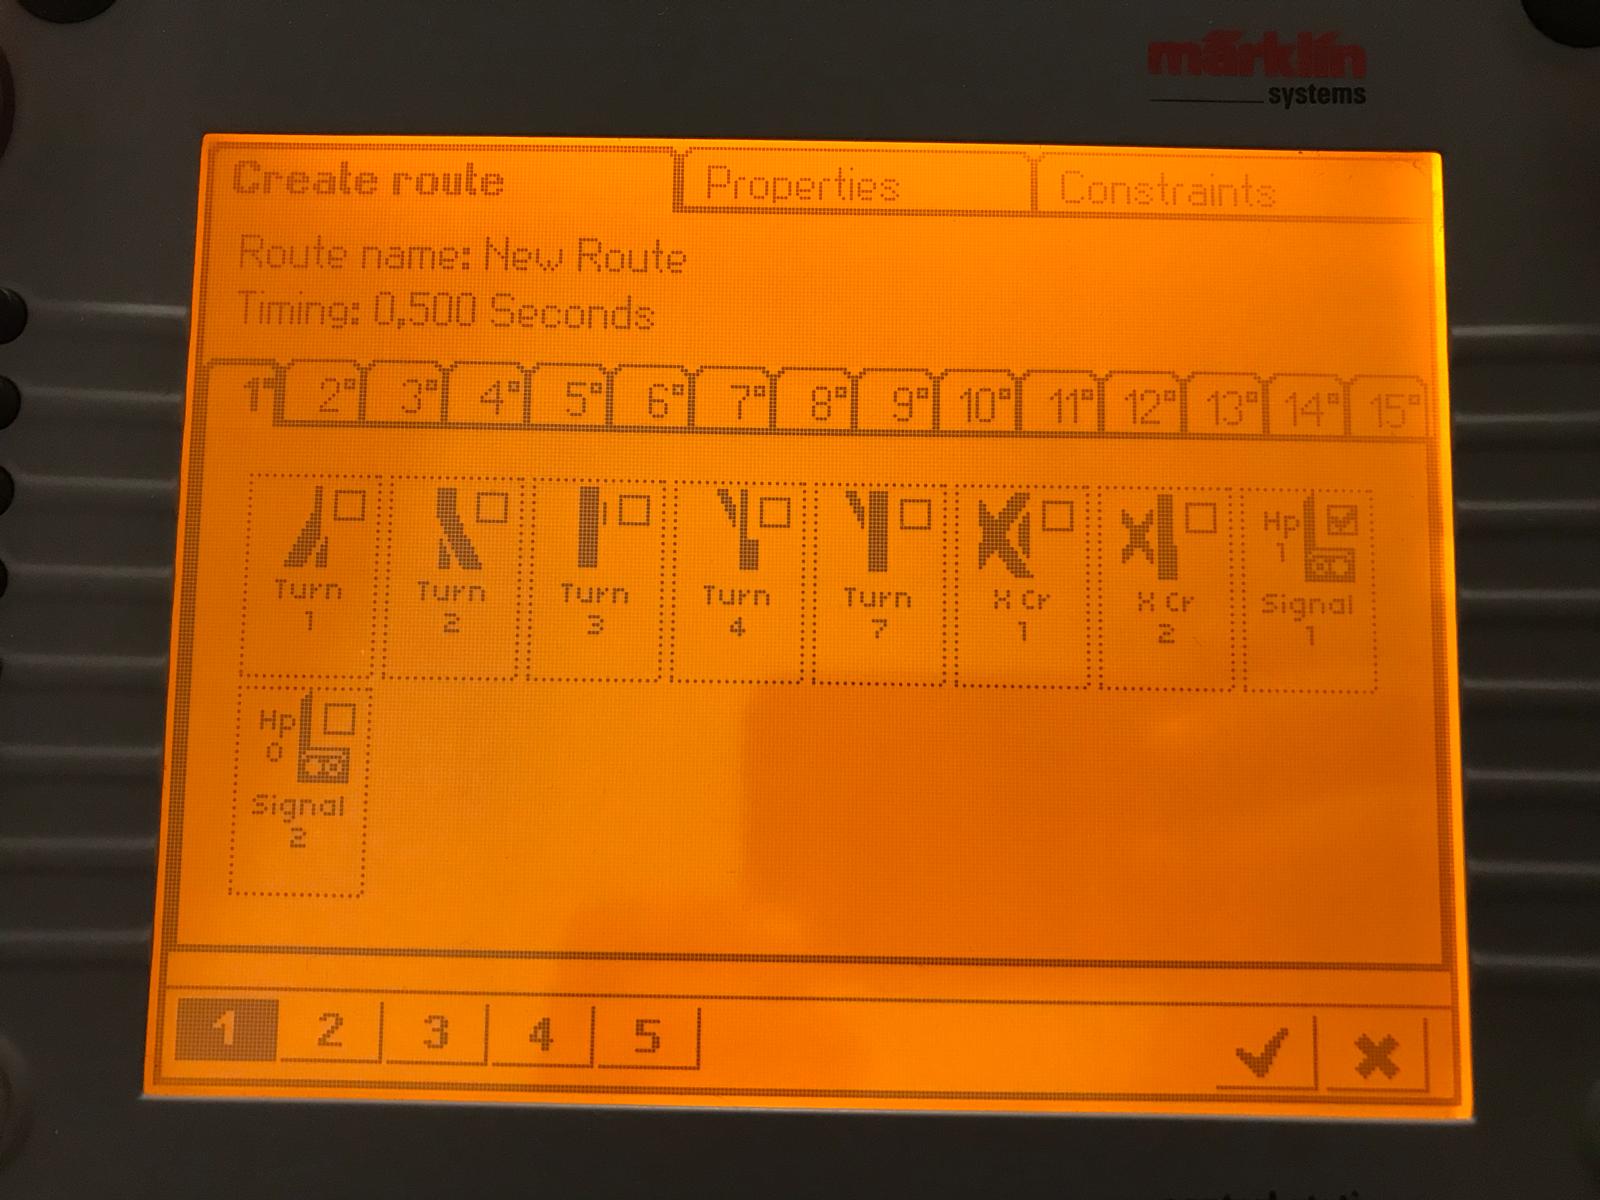 märklin
systems
Create route
Properties
Constraints
Route name: New Route
Timing: 0,500 Seconds
1° 2° 3° 4° 5° 6° 7° 8° 9° 10° 11° 12° 13° 14° 15°
Turn 1
Turn 2
Turn 3
Turn 4
Turn 7
X Cr 1
X Cr 2
Hp 1
Signal 1
Hp 0
Signal 2
1 2 3 4 5